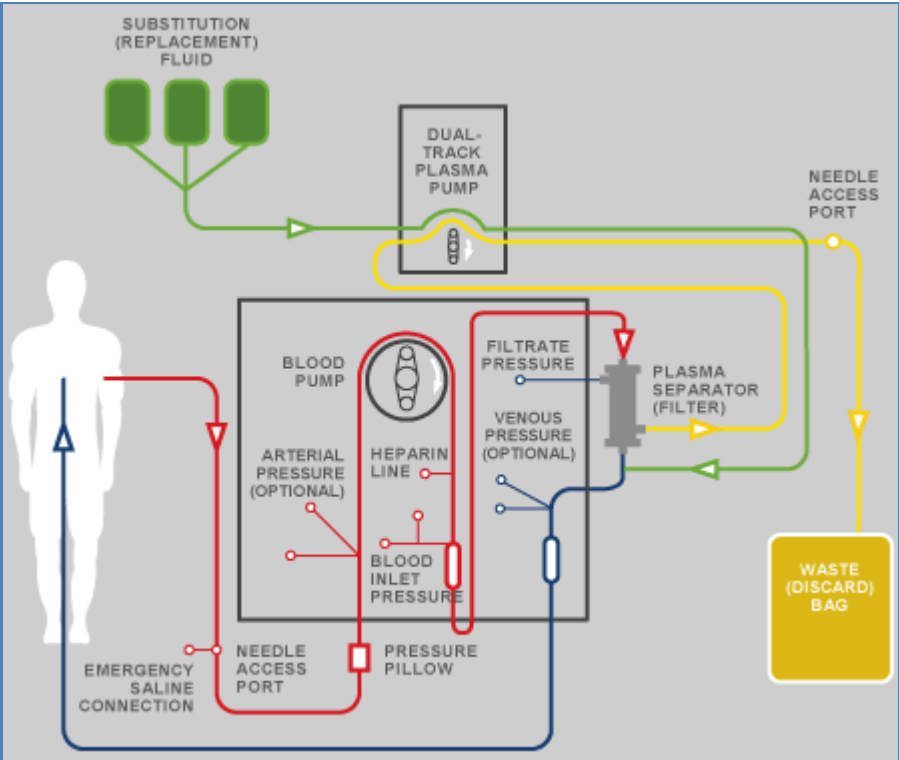 SUBSTITUTION
(REPLACEMENT)
FLUID
DUAL-
TRACK
PLASMA
PUMP
NEEDLE
ACCESS
PORT
BLOOD
PUMP
FILTRATE
PRESSURE
PLASMA
SEPARATOR
(FILTER)
VENOUS
PRESSURE
(OPTIONAL)
ARTERIAL
PRESSURE
(OPTIONAL)
HEPARIN
LINE
BLOOD
INLET
PRESSURE
WASTE
(DISCARD)
BAG
EMERGENCY
SALINE
CONNECTION
NEEDLE
ACCESS
PORT
PRESSURE
PILLOW